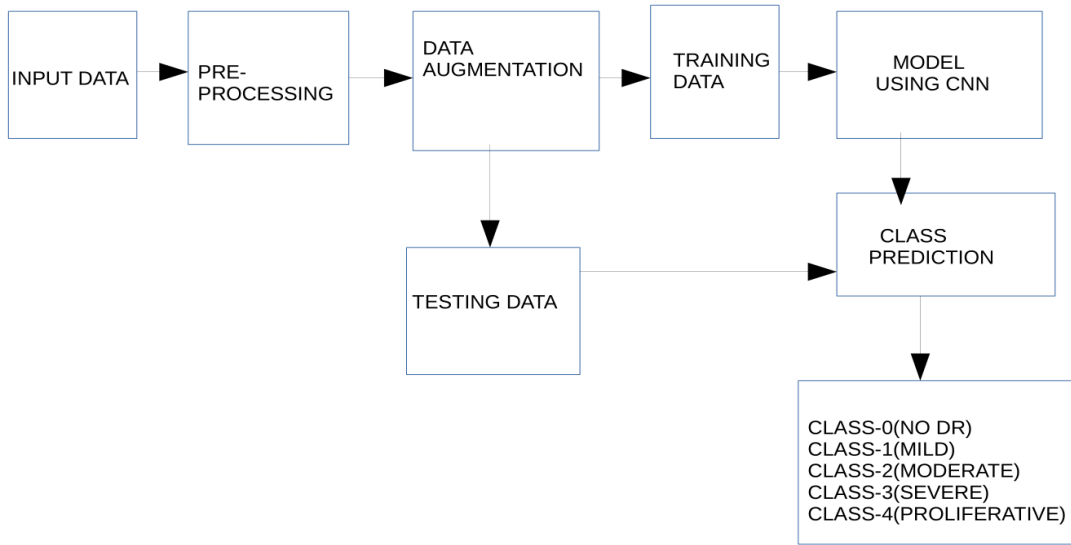 INPUT DATA
PRE-
PROCESSING
DATA
AUGMENTATION
TRAINING
DATA
MODEL
USING CNN
TESTING DATA
CLASS
PREDICTION
CLASS-0(NO DR)
CLASS-1(MILD)
CLASS-2(MODERATE)
CLASS-3(SEVERE)
CLASS-4(PROLIFERATIVE)